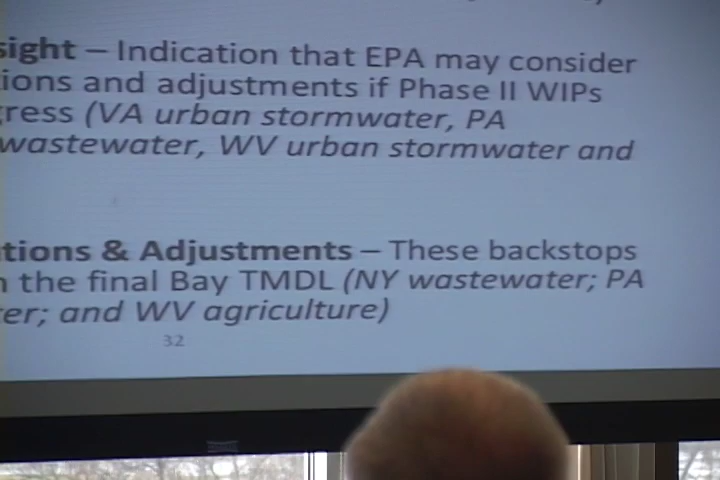 sight – Indication that EPA may consider
ions and adjustments if Phase II WIPs
ress (VA urban stormwater, PA
wastewater, WV urban stormwater and
tions & Adjustments – These backstops
n the final Bay TMDL (NY wastewater; PA
er; and WV agriculture)
32